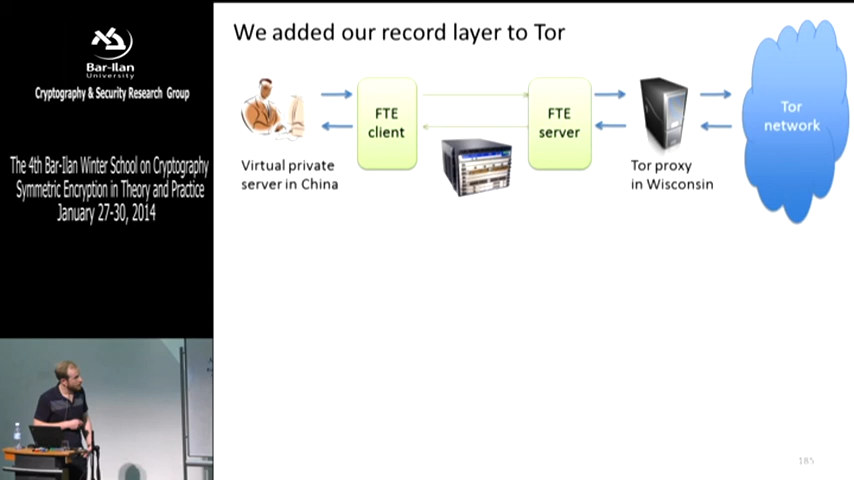 We added our record layer to Tor
Bar-Ilan
University
Cryptography & Security Research Group
The 4th Bar-Ilan Winter School on Cryptography
Symmetric Encryption in Theory and Practice
January 27-30, 2014
FTE
client
FTE
server
Tor
network
Virtual private
server in China
Tor proxy
in Wisconsin
185